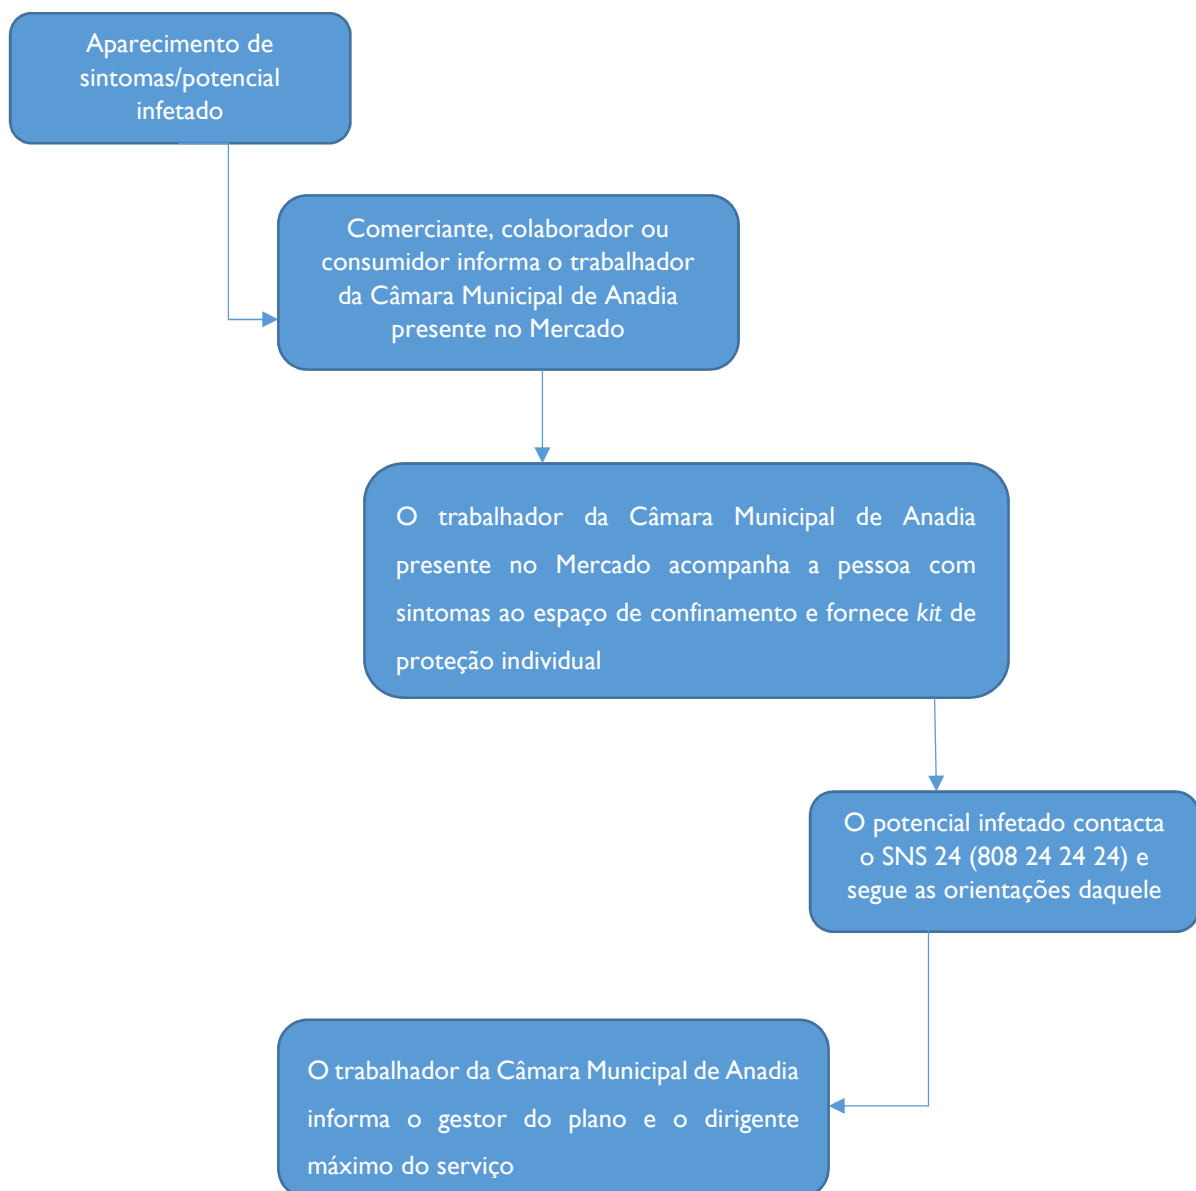 Aparecimento de
sintomas/potencial
infetado
Comerciante, colaborador ou
consumidor informa o trabalhador
da Câmara Municipal de Anadia
presente no Mercado
O trabalhador da Câmara Municipal de Anadia
presente no Mercado acompanha a pessoa com
sintomas ao espaço de confinamento e fornece kit de
proteção individual
O potencial infetado contacta
o SNS 24 (808 24 24 24) e
segue as orientações daquele
O trabalhador da Câmara Municipal de Anadia
informa o gestor do plano e o dirigente
máximo do serviço